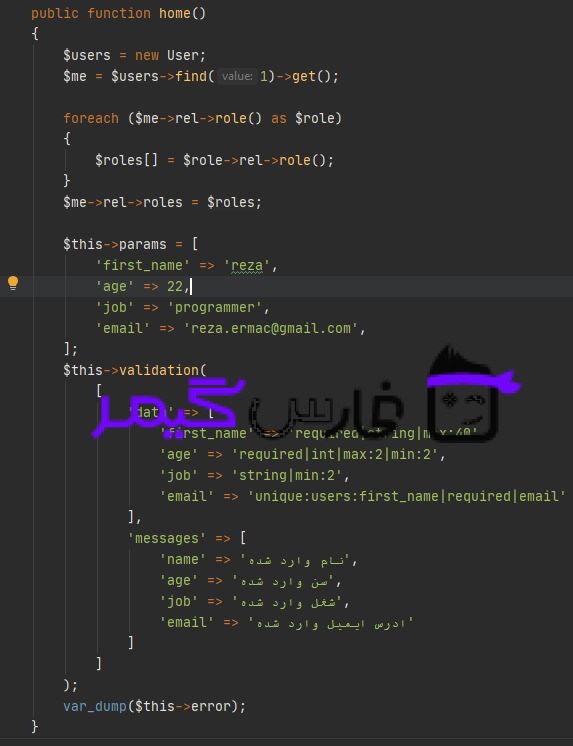 public function home()
{
$users = new User;
$me = $users->find( value: 1)->get();
foreach ($me->rel->role() as $role)
{
$roles[] = $role->rel->role();
}
$me->rel->roles = $roles;
$this->params = [
'first_name' => 'reza',
'age' => 22,
'job' => 'programmer',
'email' => 'reza.ermac@gmail.com',
];
$this->validation(
[
'data' => [
فارس گیمر
'first_name' => 'required|string|max:40'
'age' => 'required|int|max:2|min:2',
'job' => 'string|min:2',
'email' => 'unique:users:first_name|required|email'
],
'messages' => [
'name' => 'نام وارد شده',
'age' => 'سن وارد شده',
'job' => 'شغل وارد شده',
'email' => 'ادرس ایمیل وارد شده'
]
]
);
var_dump($this->error);
}